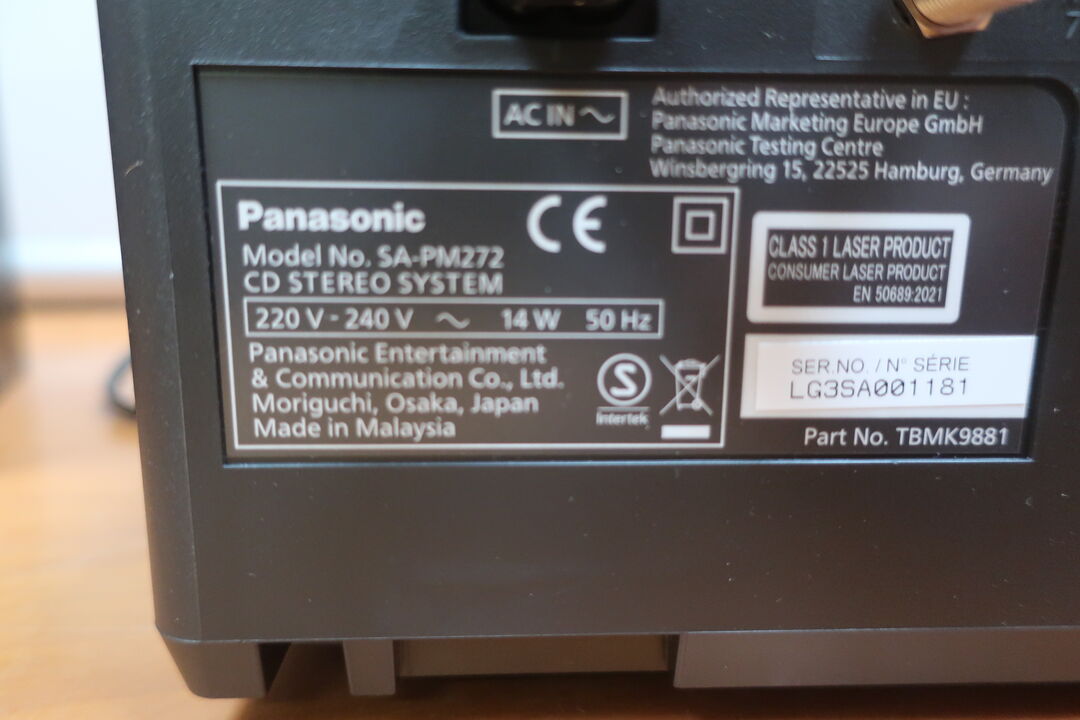 AC IN ~
Authorized Representative in EU :
Panasonic Marketing Europe GmbH
Panasonic Testing Centre
Winsbergring 15, 22525 Hamburg, Germany
Panasonic
CE
Model No. SA-PM272
CD STEREO SYSTEM
220 V - 240 V ~ 14 W 50 Hz
Panasonic Entertainment
& Communication Co., Ltd.
Moriguchi, Osaka, Japan
Made in Malaysia
S
Intertek
CLASS 1 LASER PRODUCT
CONSUMER LASER PRODUCT
EN 50689:2021
SER.NO. / N° SÉRIE
LG3SA001181
Part No. TBMK9881